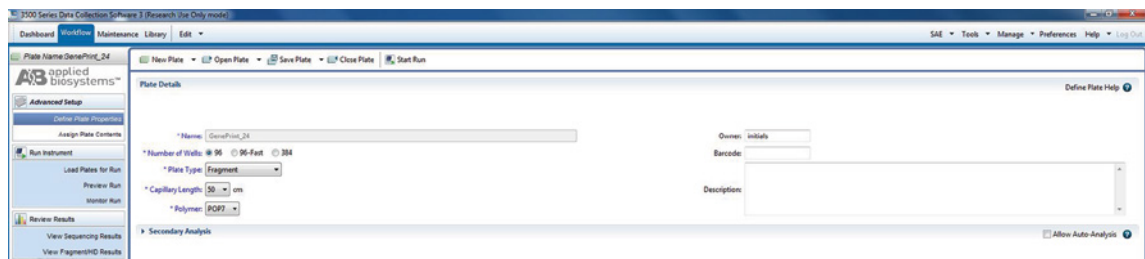 3500 Series Data Collection Software 3 (Research Use Only mode)
Dashboard Workflow Maintenance Library Edit SAE Tools Manage Preferences Help Log Out
Plate Name:GenePrint_24
New Plate Open Plate Save Plate Close Plate Start Run
AB applied biosystems™
Plate Details Define Plate Help
Advanced Setup
Define Plate Properties
Assign Plate Contents
* Name: GenePrint_24 Owner: initials
Run Instrument
* Number of Wells: 96 96-Fast 384 Barcode:
Load Plates for Run
* Plate Type: Fragment
Preview Run
* Capillary Length: 50 cm Description:
Monitor Run
* Polymer: POP7
Review Results
Secondary Analysis Allow Auto-Analysis
View Sequencing Results
View Fragment/HID Results